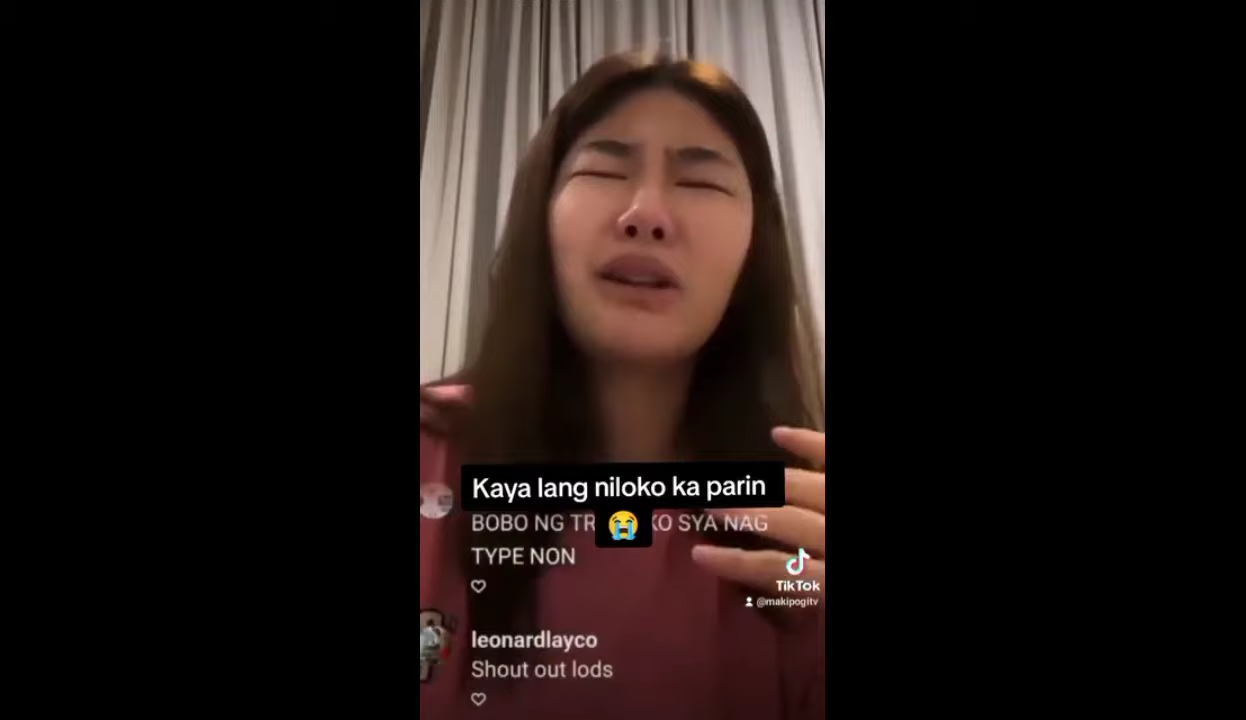 Kaya lang niloko ka parin
😭
BOBO NG TR KO SYA NAG
TYPE NON
TikTok
@makipogitv
leonardlayco
Shout out lods